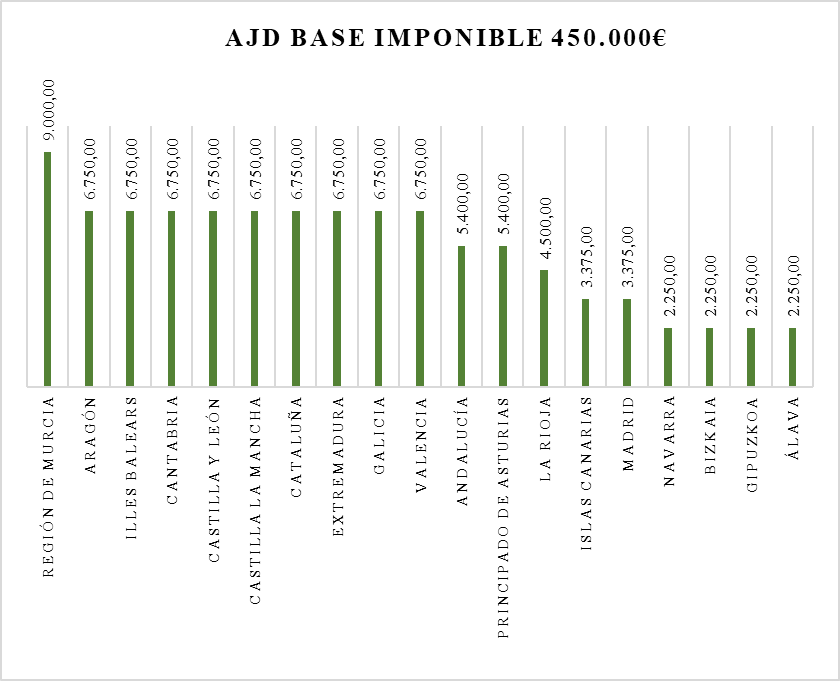 AJD BASE IMPONIBLE 450.000€
9.000,00
6.750,00
6.750,00
6.750,00
6.750,00
6.750,00
6.750,00
6.750,00
6.750,00
6.750,00
5.400,00
5.400,00
4.500,00
3.375,00
3.375,00
2.250,00
2.250,00
2.250,00
2.250,00
REGIÓN DE MURCIA
ARAGÓN
ILLES BALEARS
CANTABRIA
CASTILLA Y LEÓN
CASTILLA LA MANCHA
CATALUÑA
EXTREMADURA
GALICIA
VALENCIA
ANDALUCÍA
PRINCIPADO DE ASTURIAS
LA RIOJA
ISLAS CANARIAS
MADRID
NAVARRA
BIZKAIA
GIPUZKOA
ÁLAVA